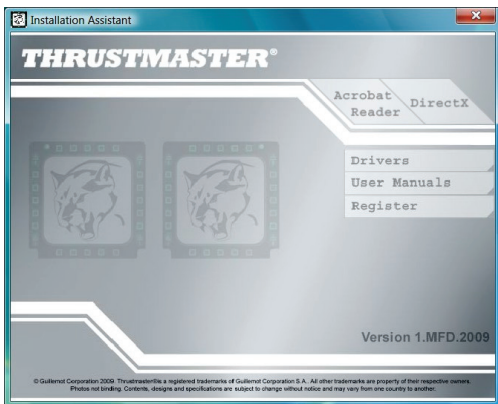 Installation Assistant
THRUSTMASTER®
Acrobat
Reader
DirectX
Drivers
User Manuals
Register
Version 1.MFD.2009
© Guillemot Corporation 2009. Thrustmaster®is a registered trademarks of Guillemot Corporation S.A.. All other trademarks are property of their respective owners.
Photos not binding. Contents, designs and specifications are subject to change without notice and may vary from one country to another.